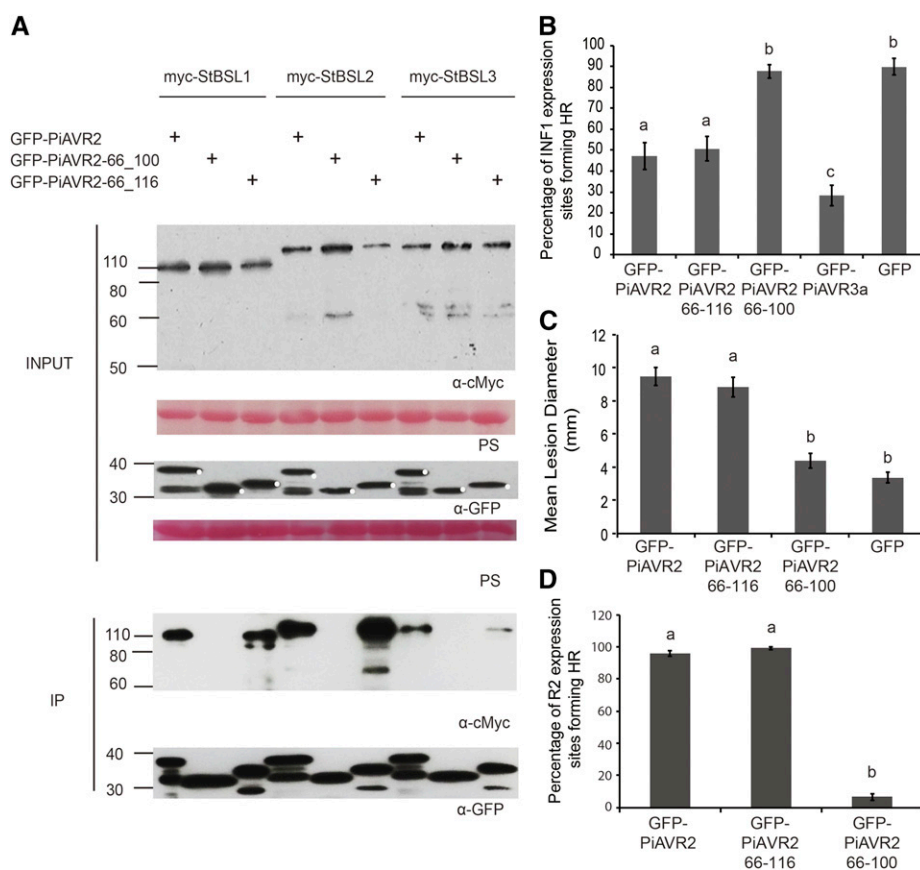 A
myc-StBSL1 myc-StBSL2 myc-StBSL3
GFP-PiAVR2 + + +
GFP-PiAVR2-66_100 + + +
GFP-PiAVR2-66_116 + + +
INPUT
110
80
60
50
α-cMyc
PS
40
30
α-GFP
PS
IP
110
80
60
α-cMyc
40
30
α-GFP
B
Percentage of INF1 expression
sites forming HR
100
90
80
70
60
50
40
30
20
10
0
a a b c b
GFP-PiAVR2
GFP-PiAVR2 66-116
GFP-PiAVR2 66-100
GFP-PiAVR3a
GFP
C
Mean Lesion Diameter
(mm)
12
10
8
6
4
2
0
a a b b
GFP-PiAVR2
GFP-PiAVR2 66-116
GFP-PiAVR2 66-100
GFP
D
Percentage of R2 expression
sites forming HR
120
100
80
60
40
20
0
a a b
GFP-PiAVR2
GFP-PiAVR2 66-116
GFP-PiAVR2 66-100